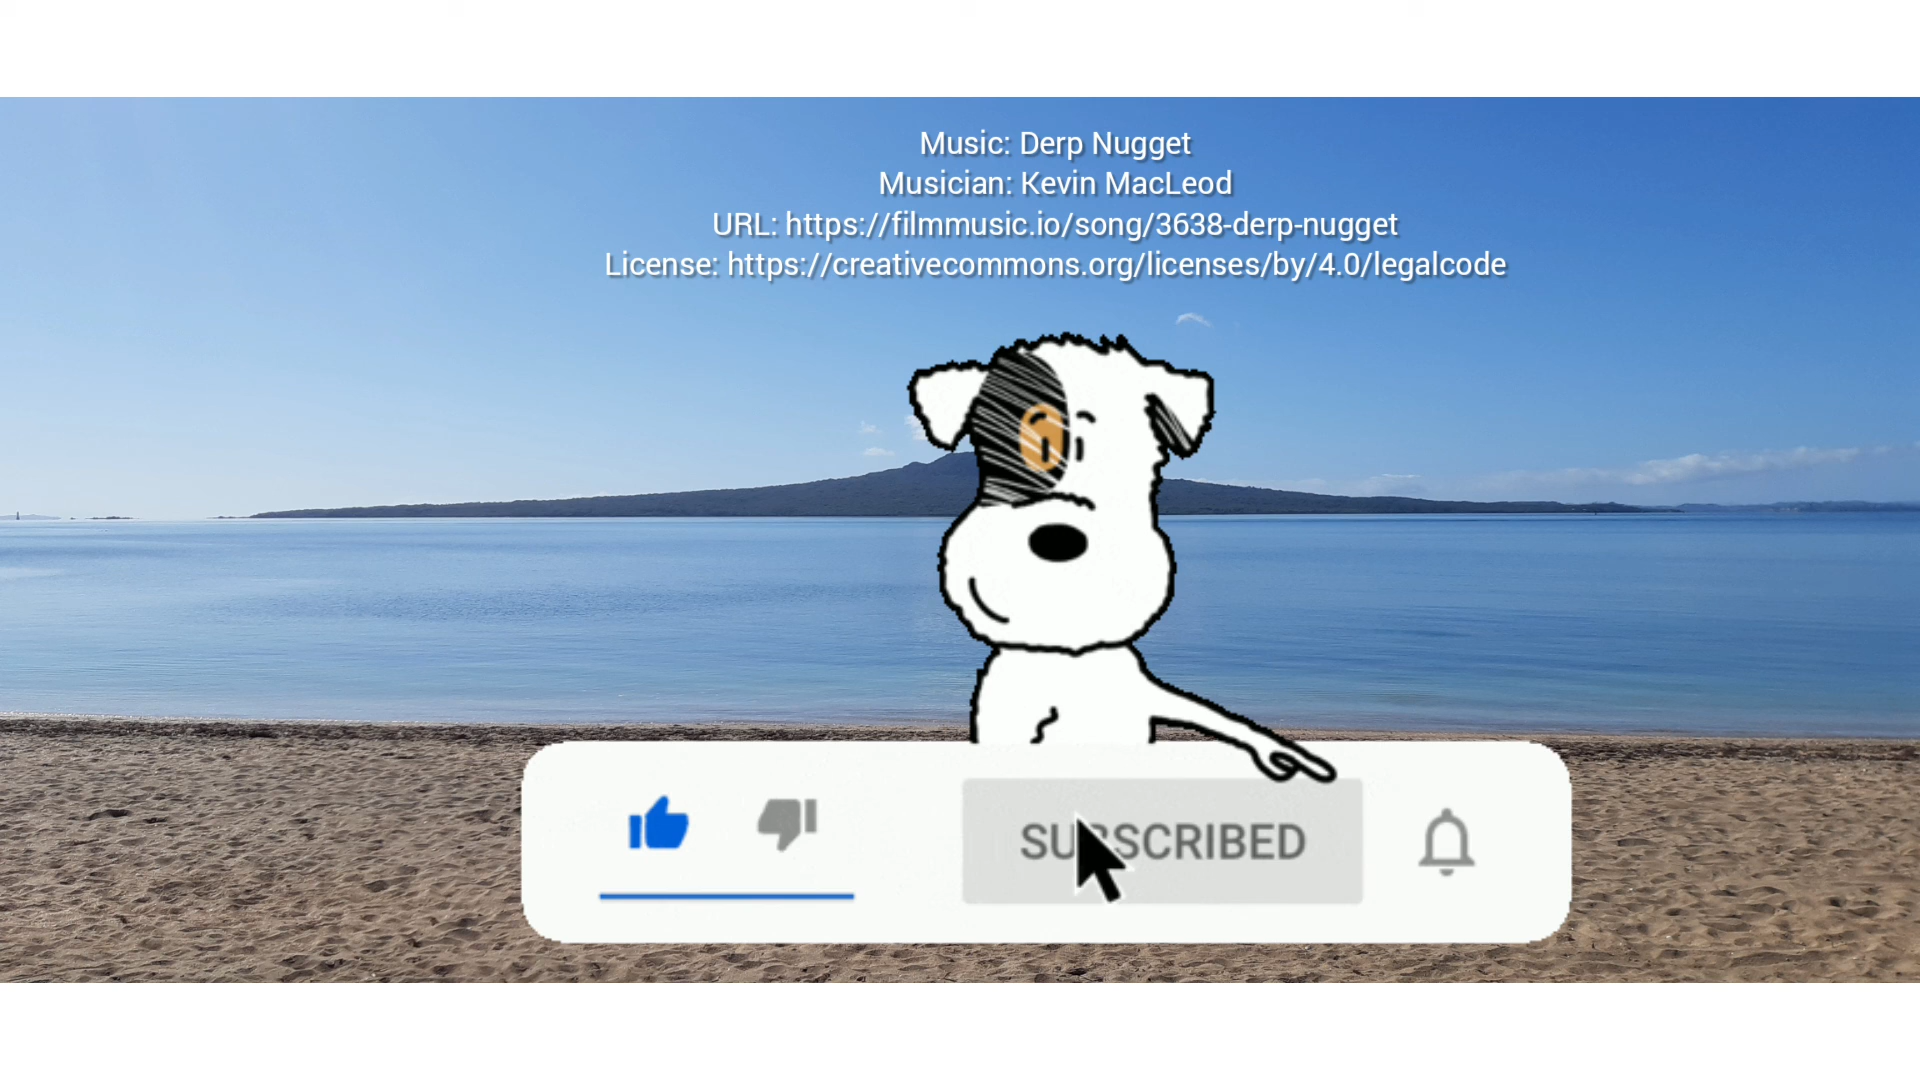 Music: Derp Nugget
Musician: Kevin MacLeod
URL: https://filmmusic.io/song/3638-derp-nugget
License: https://creativecommons.org/licenses/by/4.0/legalcode
SUBSCRIBED